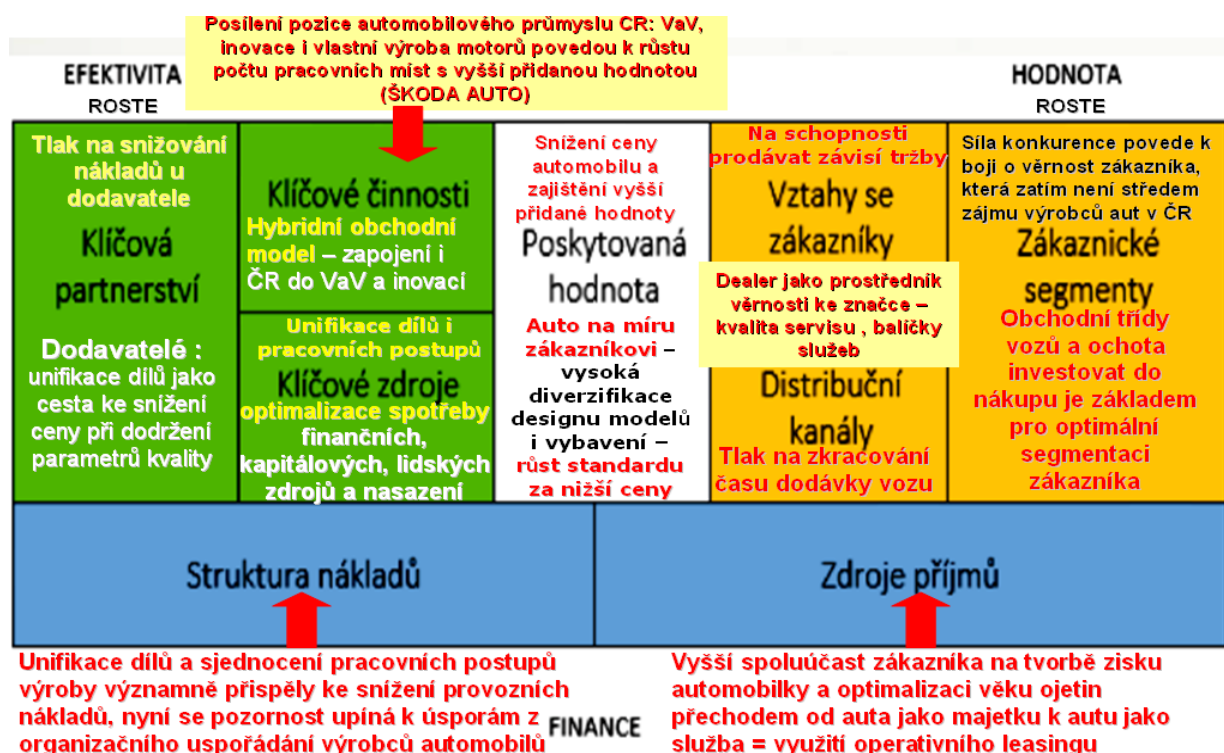 Posílení pozice automobilového průmyslu ČR: VaV,
inovace i vlastní výroba motorů povedou k růstu
počtu pracovních míst s vyšší přidanou hodnotou
(ŠKODA AUTO)
EFEKTIVITA
ROSTE
HODNOTA
ROSTE
Tlak na snižování
nákladů u
dodavatele
Klíčová
partnerství
Dodavatelé :
unifikace dílů jako
cesta ke snížení
ceny při dodržení
parametrů kvality
Klíčové činnosti
Hybridní obchodní
model – zapojení i
ČR do VaV a inovací
Unifikace dílů i
pracovních postupů
Klíčové zdroje
optimalizace spotřeby
finančních,
kapitálových, lidských
zdrojů a nasazení
Snížení ceny
automobilu a
zajištění vyšší
přidané hodnoty
Poskytovaná
hodnota
Auto na míru
zákazníkovi –
vysoká
diverzifikace
designu modelů
i vybavení –
růst standardu
za nižší ceny
Na schopnosti
prodávat závisí tržby
Vztahy se
zákazníky
Dealer jako prostředník
věrnosti ke značce –
kvalita servisu , balíčky
služeb
Distribuční
kanály
Tlak na zkracování
času dodávky vozu
Síla konkurence povede k
boji o věrnost zákazníka,
která zatím není středem
zájmu výrobců aut v ČR
Zákaznické
segmenty
Obchodní třídy
vozů a ochota
investovat do
nákupu je základem
pro optimální
segmentaci
zákazníka
Struktura nákladů
Zdroje příjmů
Unifikace dílů a sjednocení pracovních postupů
výroby významně přispěly ke snížení provozních
nákladů, nyní se pozornost upíná k úsporám z
organizačního uspořádání výrobců automobilů
FINANCE
Vyšší spoluúčast zákazníka na tvorbě zisku
automobilky a optimalizaci věku ojetin
přechodem od auta jako majetku k autu jako
služba = využití operativního leasingu